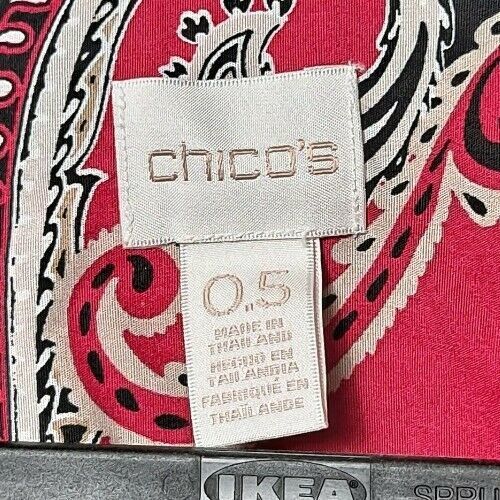 chico's
0.5
MADE IN
THAILAND
HECHO EN
TAILANDIA
FABRIQUÉ EN
THAÏLANDE
IKEA